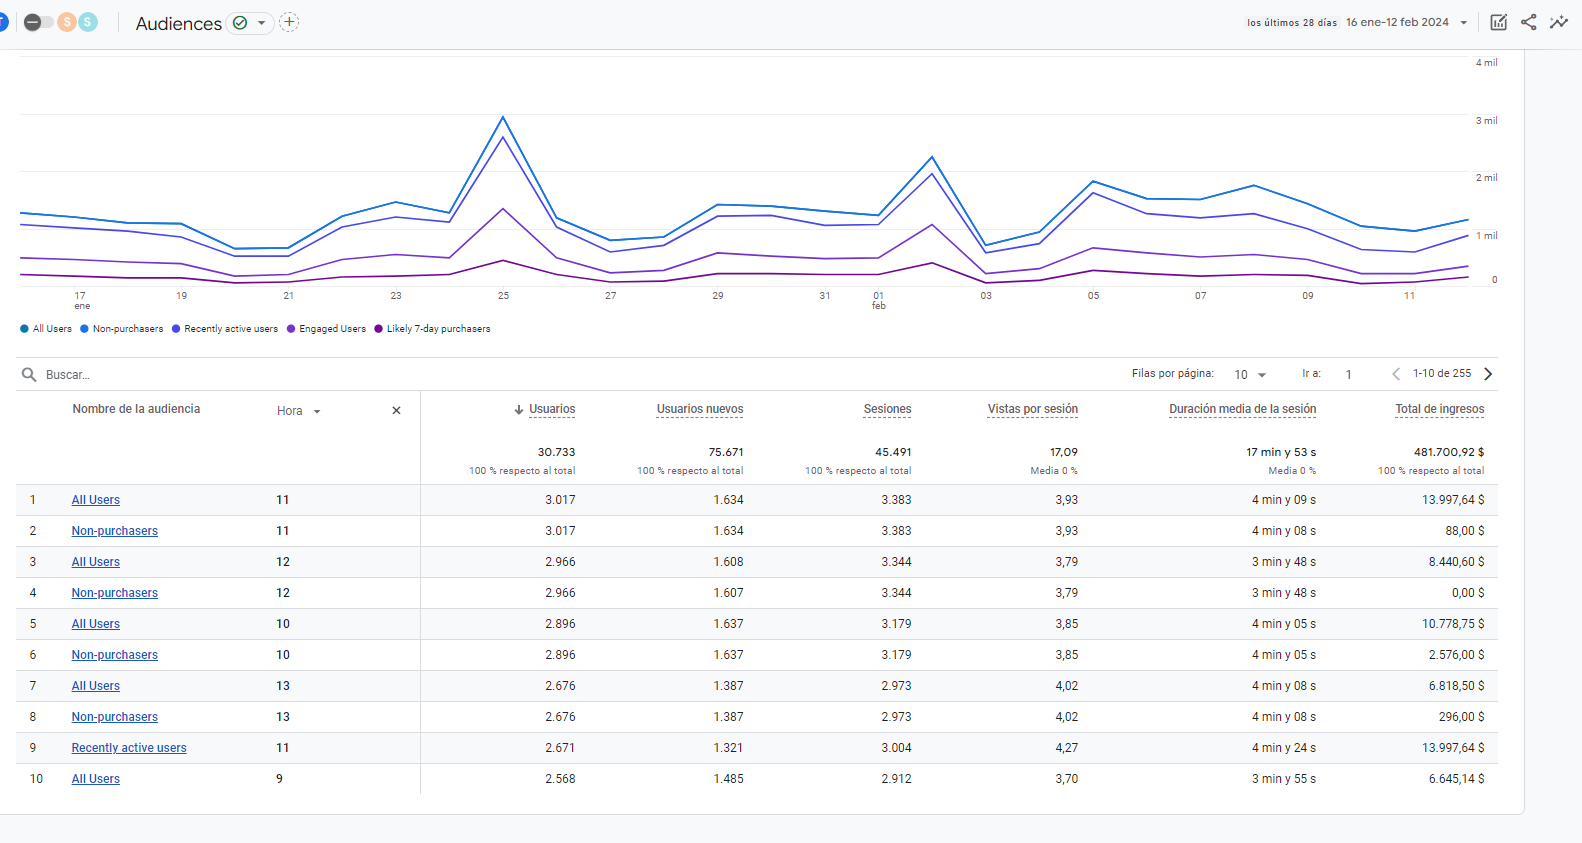 T
S
S
Audiences
los últimos 28 días 16 ene-12 feb 2024
4 mil
3 mil
2 mil
1 mil
0
17 19 21 23 25 27 29 31 01 03 05 07 09 11
ene feb
All Users Non-purchasers Recently active users Engaged Users Likely 7-day purchasers
Buscar... Filas por página: 10 Ir a: 1 1-10 de 255
Nombre de la audiencia Hora Usuarios Usuarios nuevos Sesiones Vistas por sesión Duración media de la sesión Total de ingresos
30.733 75.671 45.491 17,09 17 min y 53 s 481.700,92 $
100 % respecto al total 100 % respecto al total 100 % respecto al total Media 0 % Media 0 % 100 % respecto al total
1 All Users 11 3.017 1.634 3.383 3,93 4 min y 09 s 13.997,64 $
2 Non-purchasers 11 3.017 1.634 3.383 3,93 4 min y 08 s 88,00 $
3 All Users 12 2.966 1.608 3.344 3,79 3 min y 48 s 8.440,60 $
4 Non-purchasers 12 2.966 1.607 3.344 3,79 3 min y 48 s 0,00 $
5 All Users 10 2.896 1.637 3.179 3,85 4 min y 05 s 10.778,75 $
6 Non-purchasers 10 2.896 1.637 3.179 3,85 4 min y 05 s 2.576,00 $
7 All Users 13 2.676 1.387 2.973 4,02 4 min y 08 s 6.818,50 $
8 Non-purchasers 13 2.676 1.387 2.973 4,02 4 min y 08 s 296,00 $
9 Recently active users 11 2.671 1.321 3.004 4,27 4 min y 24 s 13.997,64 $
10 All Users 9 2.568 1.485 2.912 3,70 3 min y 55 s 6.645,14 $